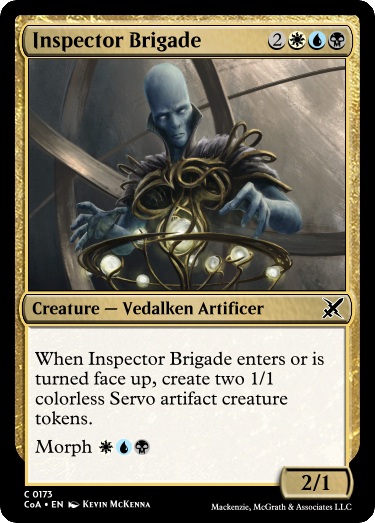 Inspector Brigade 2
Creature — Vedalken Artificer
When Inspector Brigade enters or is
turned face up, create two 1/1
colorless Servo artifact creature
tokens.
Morph
2/1
C 0173
CoA • EN Kevin McKenna
Mackenzie, McGrath & Associates LLC